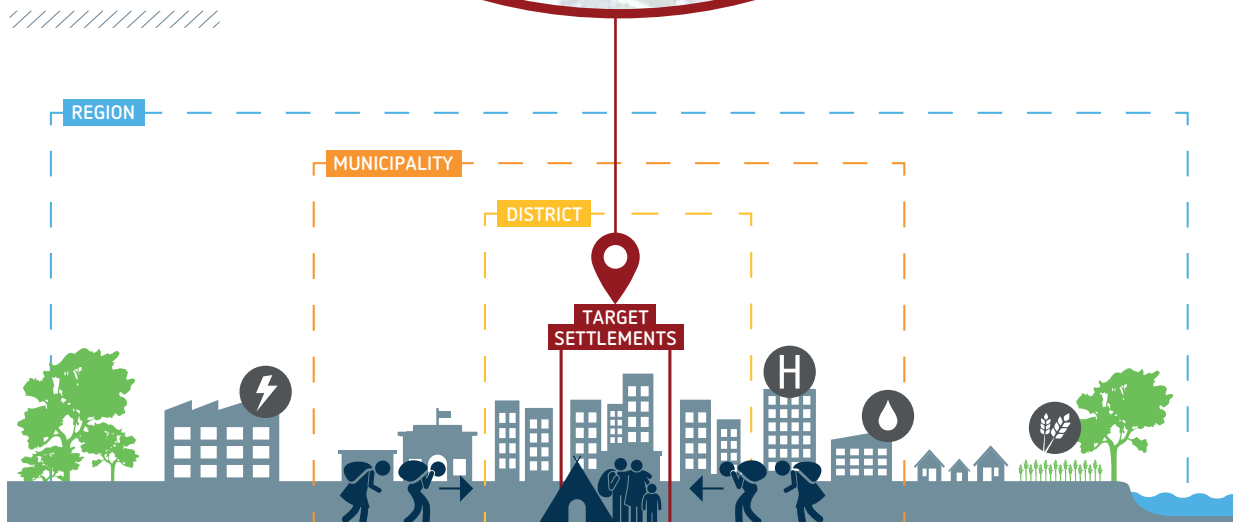 REGION
MUNICIPALITY
DISTRICT
TARGET
SETTLEMENTS
H